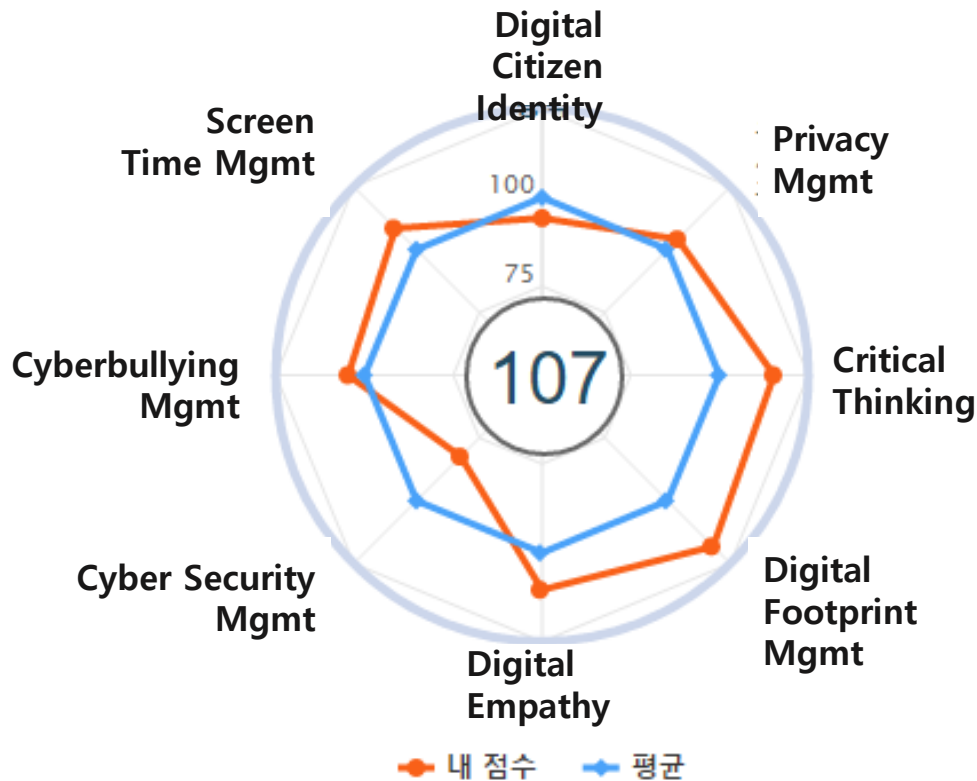 Digital
Citizen
Identity
Screen
Time Mgmt
Privacy
Mgmt
100
75
107
Cyberbullying
Mgmt
Critical
Thinking
Cyber Security
Mgmt
Digital
Footprint
Mgmt
Digital
Empathy
내 점수
평균